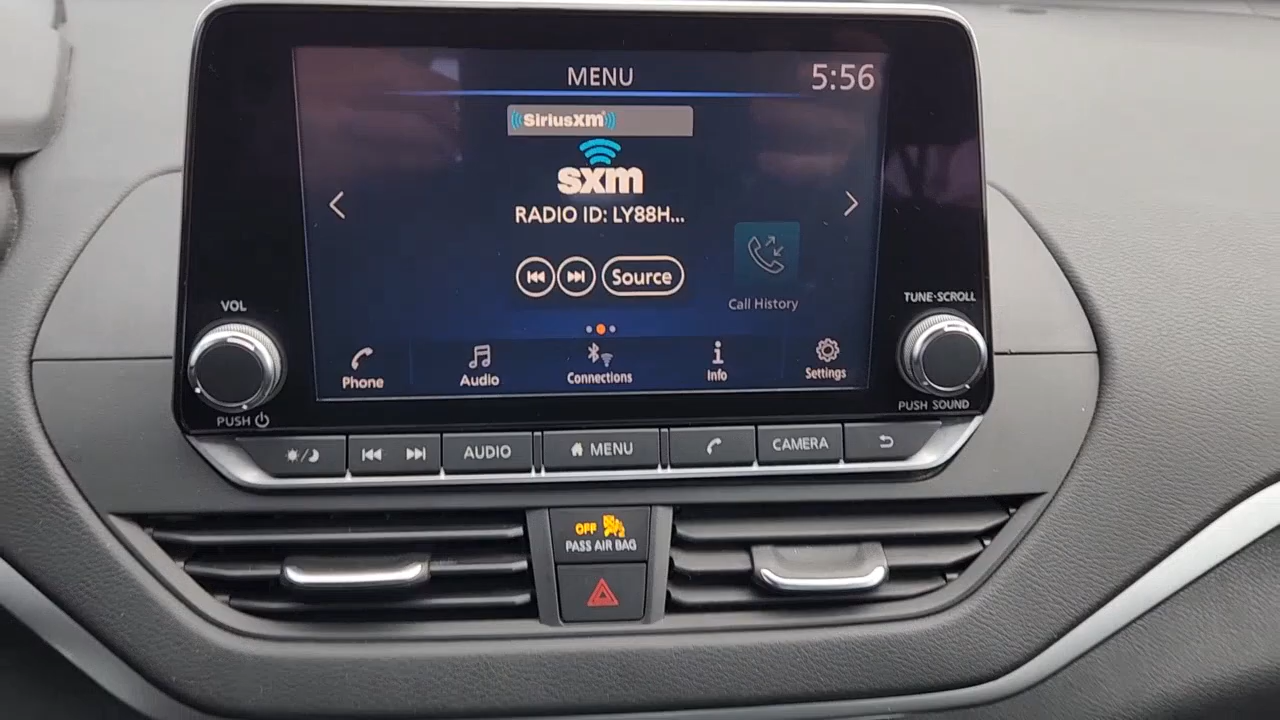 MENU
5:56
SiriusXM
sxm
RADIO ID: LY88H...
Source
Call History
VOL
TUNE·SCROLL
Phone
Audio
Connections
Info
Settings
PUSH
PUSH SOUND
AUDIO
MENU
CAMERA
OFF
PASS AIR BAG